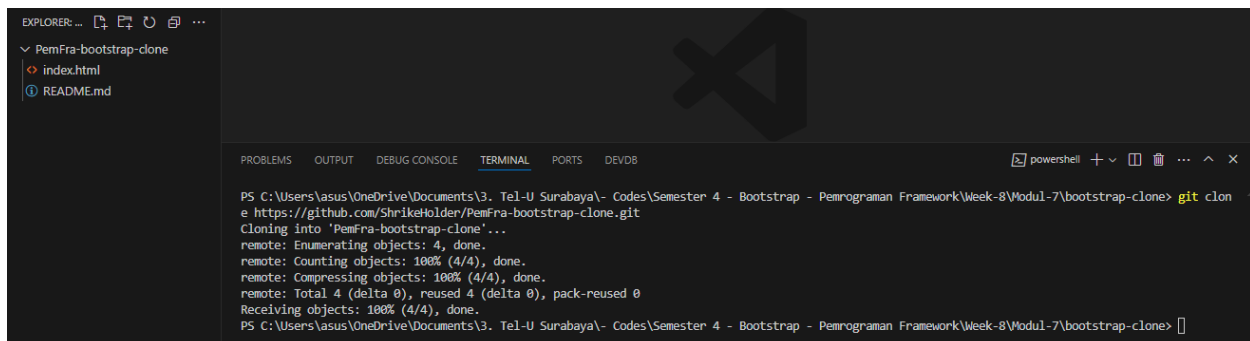 EXPLORER: ...
PemFra-bootstrap-clone
index.html
README.md
PROBLEMS OUTPUT DEBUG CONSOLE TERMINAL PORTS DEVDB
powershell
PS C:\Users\asus\OneDrive\Documents\3. Tel-U Surabaya\- Codes\Semester 4 - Bootstrap - Pemrograman Framework\Week-8\Modul-7\bootstrap-clone> git clon
e https://github.com/ShrikeHolder/PemFra-bootstrap-clone.git
Cloning into 'PemFra-bootstrap-clone'...
remote: Enumerating objects: 4, done.
remote: Counting objects: 100% (4/4), done.
remote: Compressing objects: 100% (4/4), done.
remote: Total 4 (delta 0), reused 4 (delta 0), pack-reused 0
Receiving objects: 100% (4/4), done.
PS C:\Users\asus\OneDrive\Documents\3. Tel-U Surabaya\- Codes\Semester 4 - Bootstrap - Pemrograman Framework\Week-8\Modul-7\bootstrap-clone>